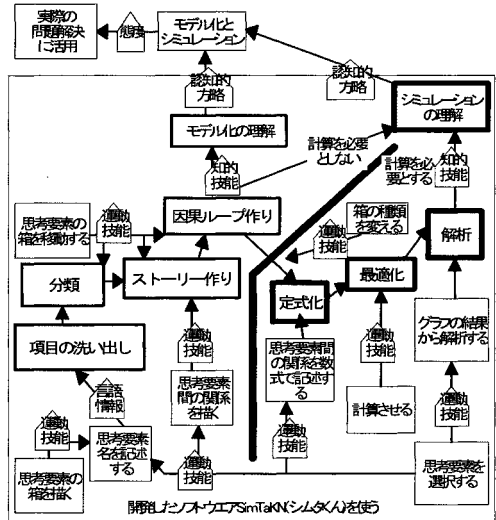 実際の
問題解決
に活用
態度
モデル化と
シミュレーション
認知的
方略
認知的
方略
シミュレーション
の理解
モデル化の理解
計算を必要
としない
知的
技能
計算を必
要とする
知的
技能
思考要素の
箱を移動する
運動
技能
因果ループ作り
運動
技能
箱の種類
を変える
解析
分類
ストーリー作り
最適化
定式化
項目の洗い出し
運動
技能
思考要素間
の関係を数
式で記述す
る
運動
技能
グラフの結果
から解析する
言語
情報
思考要素
間の関係
を描く
計算させる
運動
技能
思考要素の
箱を描く
思考要素
名を記述
する
運動
技能
運動
技能
運動
技能
思考要素を
選択する
開発したソフトウエアSimTaKN(シムタくん)を使う